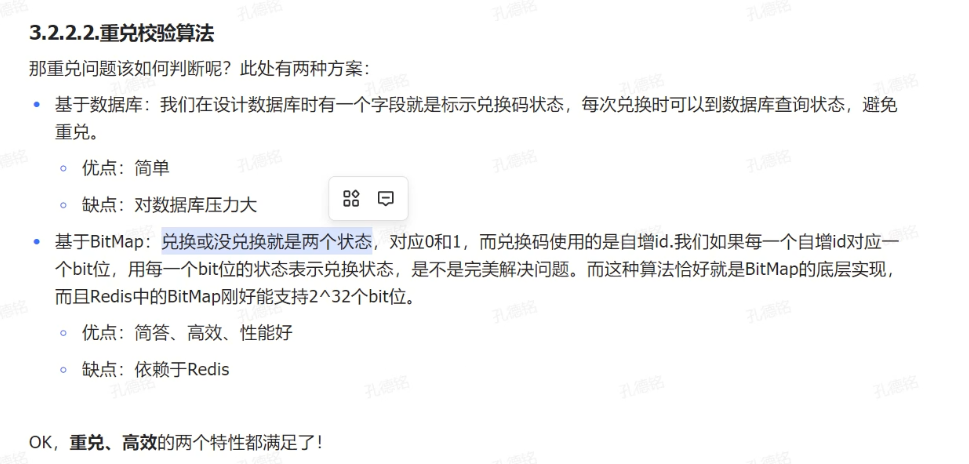 3.2.2.2.重兑校验算法
那重兑问题该如何判断呢？此处有两种方案：
基于数据库：我们在设计数据库时有一个字段就是标示兑换码状态，每次兑换时可以到数据库查询状态，避免
重兑。
优点：简单
缺点：对数据库压力大
基于BitMap：兑换或没兑换就是两个状态，对应0和1，而兑换码使用的是自增id.我们如果每一个自增id对应一
个bit位，用每一个bit位的状态表示兑换状态，是不是完美解决问题。而这种算法恰好就是BitMap的底层实现，
而且Redis中的BitMap刚好能支持2^32个bit位。
优点：简答、高效、性能好
缺点：依赖于Redis
OK，重兑、高效的两个特性都满足了！
孔德铭